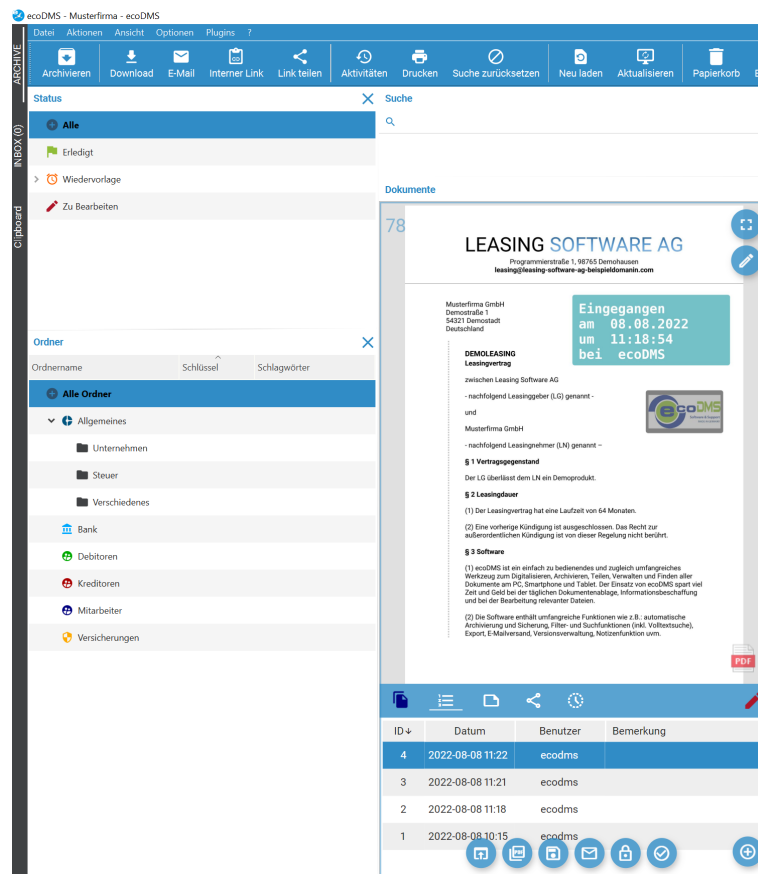 ecoDMS - Musterfirma - ecoDMS
Datei Aktionen Ansicht Optionen Plugins ?
Archivieren Download E-Mail Interner Link Link teilen Aktivitäten Drucken Suche zurücksetzen Neu laden Aktualisieren Papierkorb
ARCHIVE
INBOX (0)
Clipboard
Status
Alle
Erledigt
Wiedervorlage
Zu Bearbeiten
Ordner
Ordnername Schlüssel Schlagwörter
Alle Ordner
Allgemeines
Unternehmen
Steuer
Verschiedenes
Bank
Debitoren
Kreditoren
Mitarbeiter
Versicherungen
Suche
Dokumente
78
LEASING SOFTWARE AG
Programmierstraße 1, 98765 Demohausen
leasing@leasing-software-ag-beispieldomanin.com
Musterfirma GmbH
Demostraße 1
54321 Demostadt
Deutschland
Eingegangen
am 08.08.2022
um 11:18:54
bei ecoDMS
DEMOLEASING
Leasingvertrag
zwischen Leasing Software AG
- nachfolgend Leasinggeber (LG) genannt -
und
Musterfirma GmbH
- nachfolgend Leasingnehmer (LN) genannt –
ecoDMS
§ 1 Vertragsgegenstand
Der LG überlässt dem LN ein Demoprodukt.
§ 2 Leasingdauer
(1) Der Leasingvertrag hat eine Laufzeit von 64 Monaten.
(2) Eine vorherige Kündigung ist ausgeschlossen. Das Recht zur
außerordentlichen Kündigung ist von dieser Regelung nicht berührt.
§ 3 Software
(1) ecoDMS ist ein einfach zu bedienendes und zugleich umfangreiches
Werkzeug zum Digitalisieren, Archivieren, Teilen, Verwalten und Finden aller
Dokumente am PC, Smartphone und Tablet. Der Einsatz von ecoDMS spart viel
Zeit und Geld bei der täglichen Dokumentenablage, Informationsbeschaffung
und bei der Bearbeitung relevanter Dateien.
(2) Die Software enthält umfangreiche Funktionen wie z.B.: automatische
Archivierung und Sicherung, Filter- und Suchfunktionen (inkl. Volltextsuche),
Export, E-Mailversand, Versionsverwaltung, Notizenfunktion uvm.
PDF
ID Datum Benutzer Bemerkung
4 2022-08-08 11:22 ecodms
3 2022-08-08 11:21 ecodms
2 2022-08-08 11:18 ecodms
1 2022-08-08 10:15 ecodms